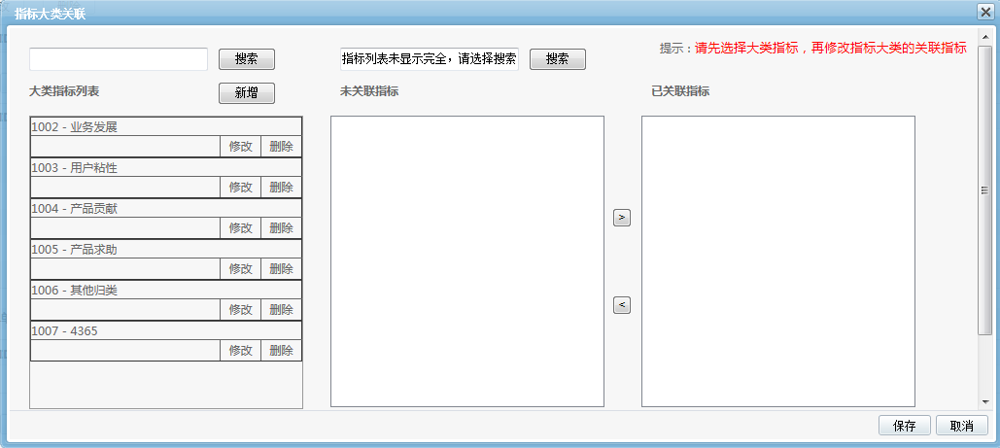 指标大类关联
搜索
指标列表未显示完全，请选择搜索
搜索
提示：请先选择大类指标，再修改指标大类的关联指标
大类指标列表
新增
未关联指标
已关联指标
1002 - 业务发展
修改 删除
1003 - 用户粘性
修改 删除
1004 - 产品贡献
修改 删除
1005 - 产品求助
修改 删除
1006 - 其他归类
修改 删除
1007 - 4365
修改 删除
>
<
保存 取消